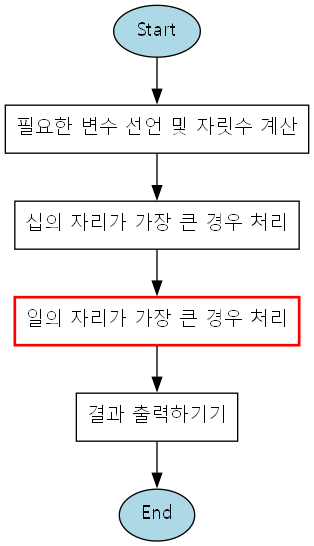 Start
필요한 변수 선언 및 자릿수 계산
십의 자리가 가장 큰 경우 처리
일의 자리가 가장 큰 경우 처리
결과 출력하기기
End